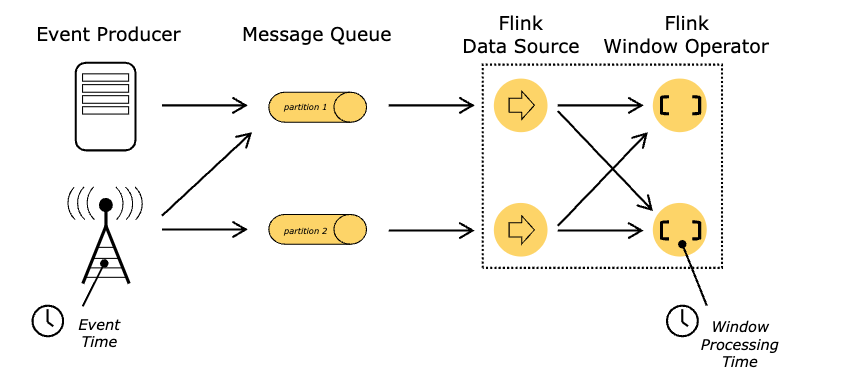 Event Producer
Message Queue
Flink
Data Source
Flink
Window Operator
partition 1
partition 2
Event
Time
Window
Processing
Time